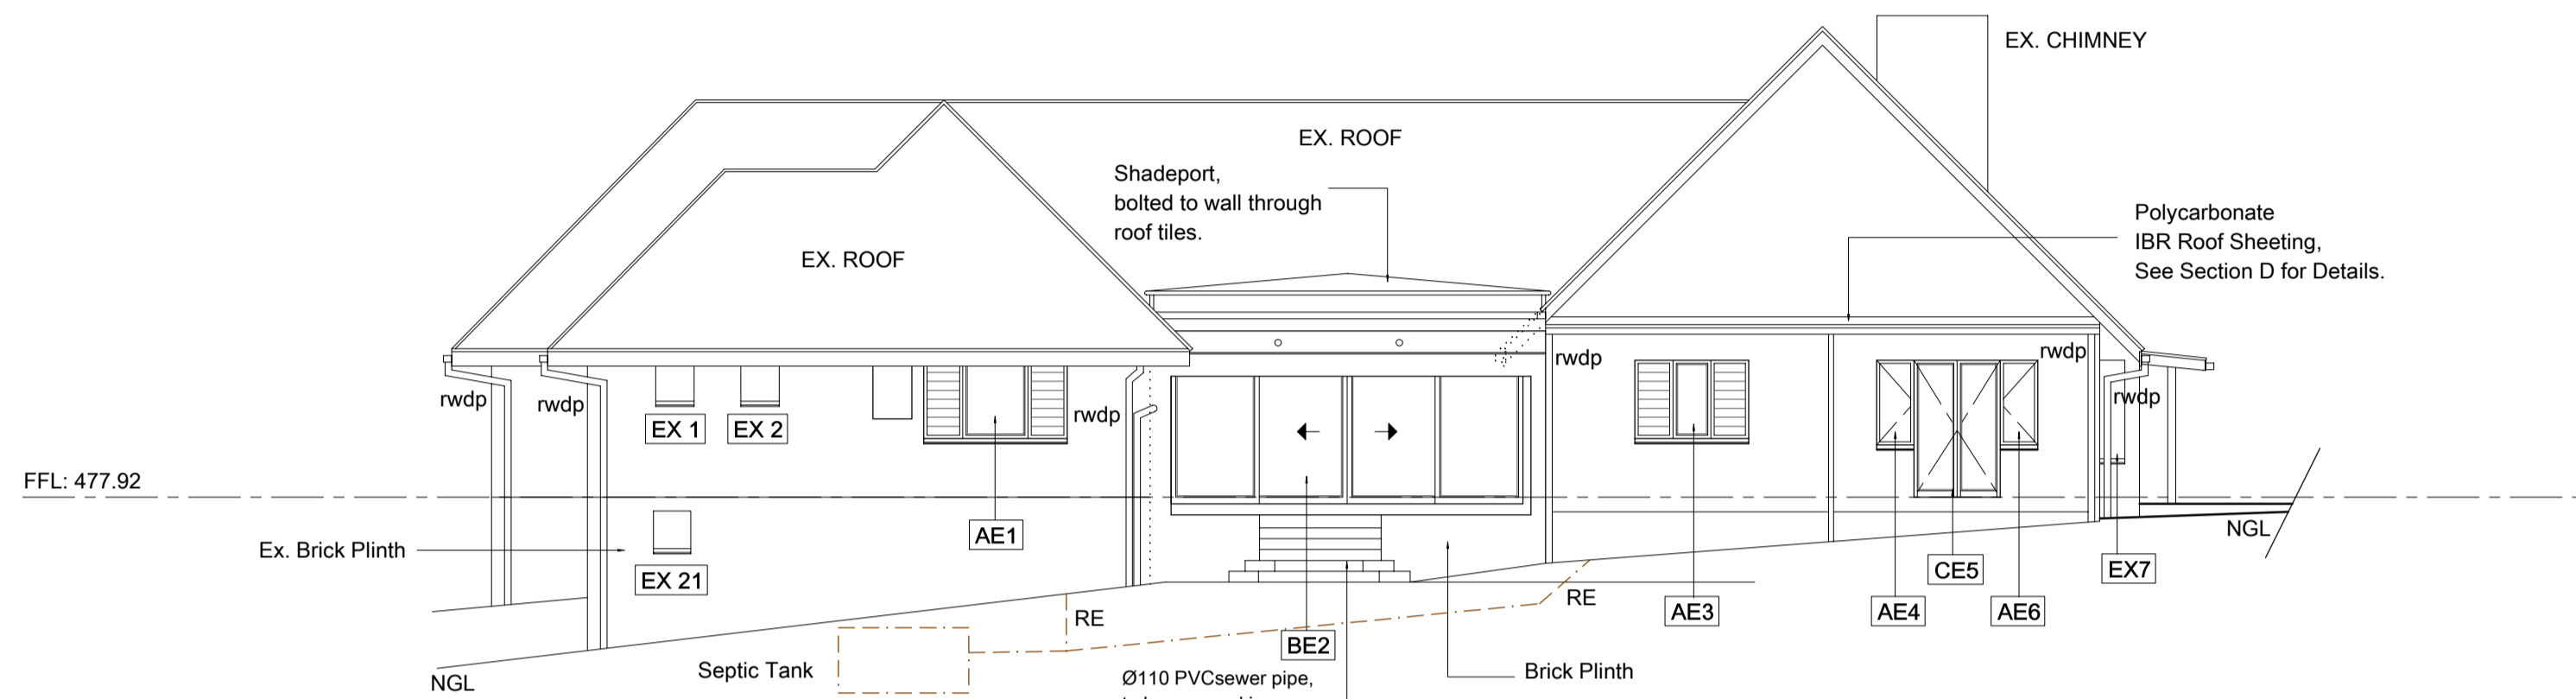 EX. CHIMNEY
EX. ROOF
Shadeport,
bolted to wall through
roof tiles.
Polycarbonate
IBR Roof Sheeting,
See Section D for Details.
EX. ROOF
rwdp
rwdp
rwdp
rwdp
rwdp
rwdp
EX 1
EX 2
FFL: 477.92
AE1
Ex. Brick Plinth
EX 21
NGL
CE5
EX7
RE
RE
AE3
AE4
AE6
BE2
Septic Tank
Brick Plinth
NGL
Ø110 PVCsewer pipe,